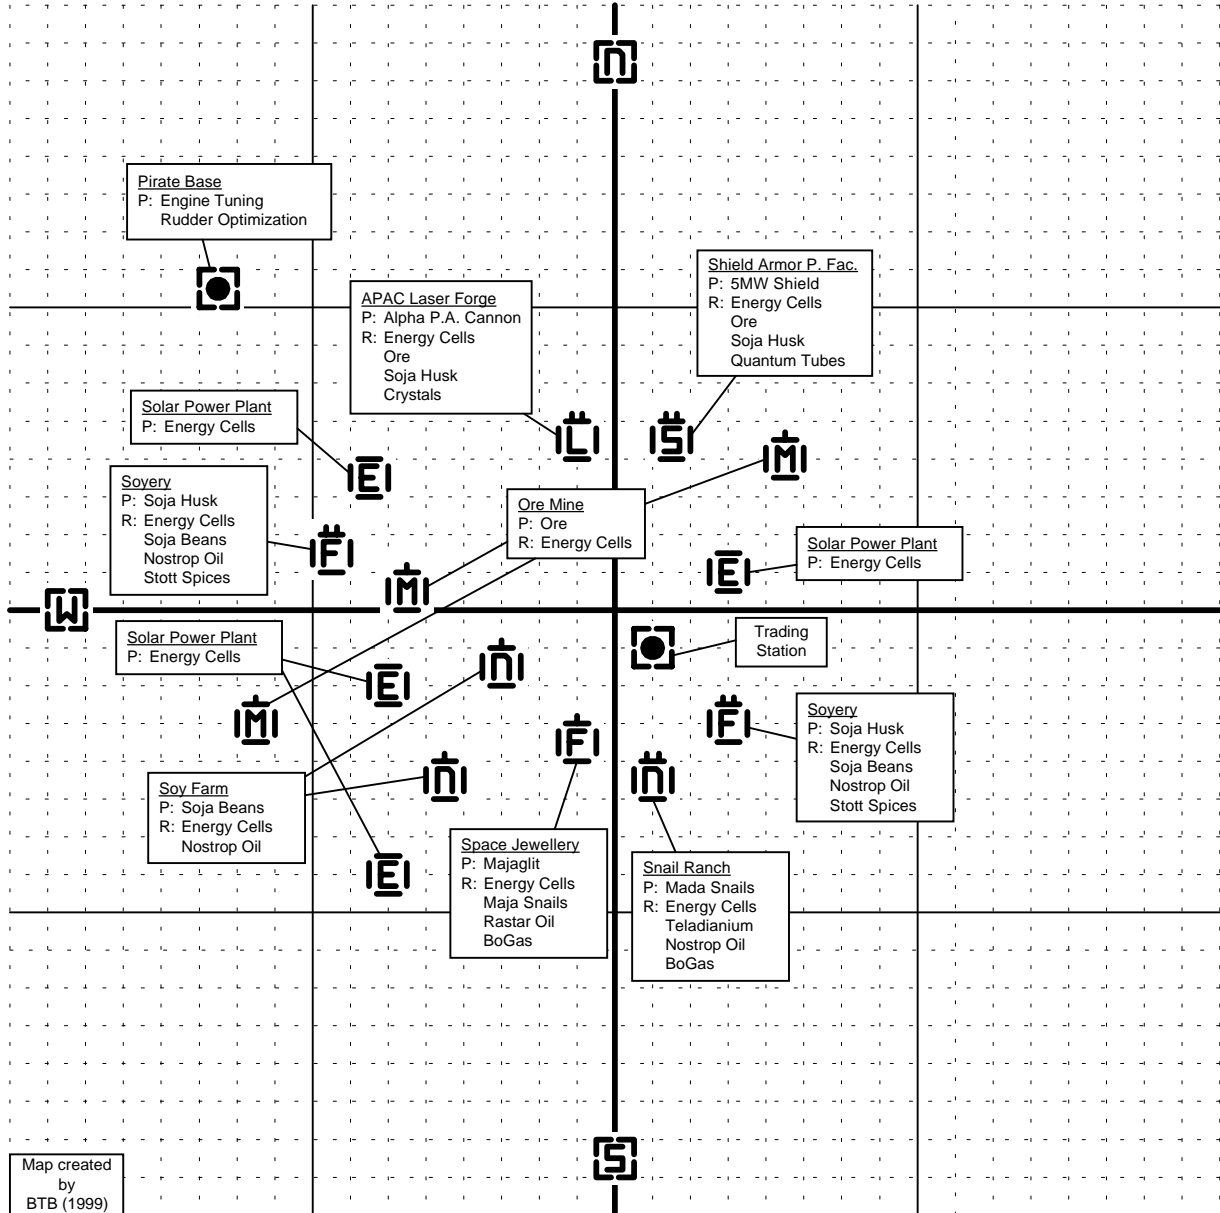 n
Pirate Base
P: Engine Tuning
Rudder Optimization
Shield Armor P. Fac.
P: 5MW Shield
R: Energy Cells
Ore
Soja Husk
Quantum Tubes
APAC Laser Forge
P: Alpha P.A. Cannon
R: Energy Cells
Ore
Soja Husk
Crystals
Solar Power Plant
P: Energy Cells
L
S
M
E
Soyery
P: Soja Husk
R: Energy Cells
Soja Beans
Nostrop Oil
Stott Spices
F
Ore Mine
P: Ore
R: Energy Cells
Solar Power Plant
P: Energy Cells
E
M
W
Solar Power Plant
P: Energy Cells
Trading
Station
n
E
M
F
F
Soyery
P: Soja Husk
R: Energy Cells
Soja Beans
Nostrop Oil
Stott Spices
Soy Farm
P: Soja Beans
R: Energy Cells
Nostrop Oil
n
n
E
Space Jewellery
P: Majaglit
R: Energy Cells
Maja Snails
Rastar Oil
BoGas
Snail Ranch
P: Mada Snails
R: Energy Cells
Teladianium
Nostrop Oil
BoGas
S
Map created
by
BTB (1999)